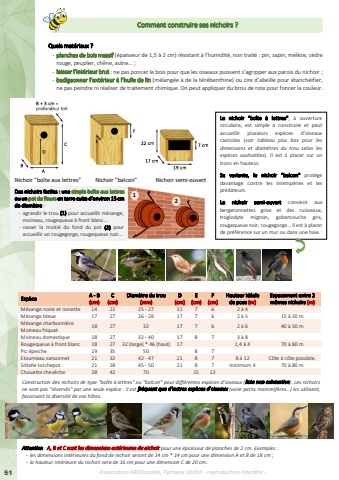 Comment construire ses nichoirs ?
Quels matériaux ?
- planches de bois massif (épaisseur de 1,5 à 2 cm) résistant à l'humidité, non traité : pin, sapin, mélèze, cèdre
rouge, peuplier, chêne, aulne... ;
- laisser l'intérieur brut : ne pas poncer le bois pour que les oiseaux puissent s'agripper aux parois du nichoir ;
- badigeonner l'extérieur à l'huile de lin (mélangée à de la térébenthine) ou cire d'abeille pour étanchéifier,
ne pas peindre ni réaliser de traitement chimique. On peut appliquer du brou de noix pour foncer la couleur.
B + 3 cm =
profondeur toit
C
D
B
A
F
22 cm
7 cm
17 cm
19 cm
Nichoir "boîte aux lettres"
Nichoir "balcon"
Nichoir semi-ouvert
Des nichoirs faciles : une simple boîte aux lettres
ou un pot de fleurs en terre cuite d'environ 15 cm
de diamètre
- agrandir le trou (1) pour accueillir mésange,
moineau, rougequeue à front blanc...
- casser la moitié du fond du pot (2) pour
accueillir un rougegorge, rougequeue noir...
1
2
Le nichoir "boîte à lettres", à ouverture
circulaire, est simple à construire et peut
accueillir plusieurs espèces d'oiseaux
cavicoles (voir tableau plus bas pour les
dimensions et diamètres du trou selon les
espèces souhaitées). Il est à placer sur un
tronc en hauteur.
Sa variante, le nichoir "balcon" protège
davantage contre les intempéries et les
prédateurs.
Le nichoir semi-ouvert convient aux
bergeronnettes grise et des ruisseaux,
troglodyte mignon, gobemouche gris,
rougequeue noir, rougegorge... Il est à placer
de préférence sur un mur ou dans une haie.
Espèce A - B (cm) C (cm) Diamètre du trou (mm) D (cm) E (cm) F (cm) Hauteur idéale de pose (m) Espacement entre 2 mêmes nichoirs (m)
Mésange noire et nonette 14 21 25 - 27 11 7 6 2 à 4
Mésange bleue 17 27 26 - 28 17 7 6 2 à 5 15 à 20 m
Mésange charbonnière
Moineau friquet 18 27 32 17 7 6 2 à 6 40 à 50 m
Moineau domestique 18 27 32 - 40 17 8 7 3 à 8
Rougequeue à front blanc 18 27 32 (large) * 46 (haut) 17 1,4 à 4 70 à 80 m
Pic épeiche 19 35 50 8 7
Etourneau sansonnet 21 32 42 - 47 21 8 7 8 à 12 Côte à côte possible.
Sittelle torchepot 21 28 45 - 50 21 8 7 minimum 4 70 à 80 m
Chouette chevêche 28 42 70 15 12
Construction des nichoirs de type "boîte à lettres" ou "balcon" pour différentes espèces d'oiseaux (liste non exhaustive). Les nichoirs
ne sont pas "réservés" par une seule espèce : il est fréquent que d'autres espèces d'oiseaux (voire petits mammifères...) les utilisent,
favorisant la diversité de vos hôtes.
Attention : A, B et C sont les dimensions extérieures du nichoir pour une épaisseur de planches de 2 cm. Exemples :
- les dimensions intérieures du fond de nichoir seront de 14 cm * 14 cm pour une dimension A et B de 18 cm ;
- la hauteur intérieure du nichoir sera de 16 cm pour une dimension C de 20 cm.
51